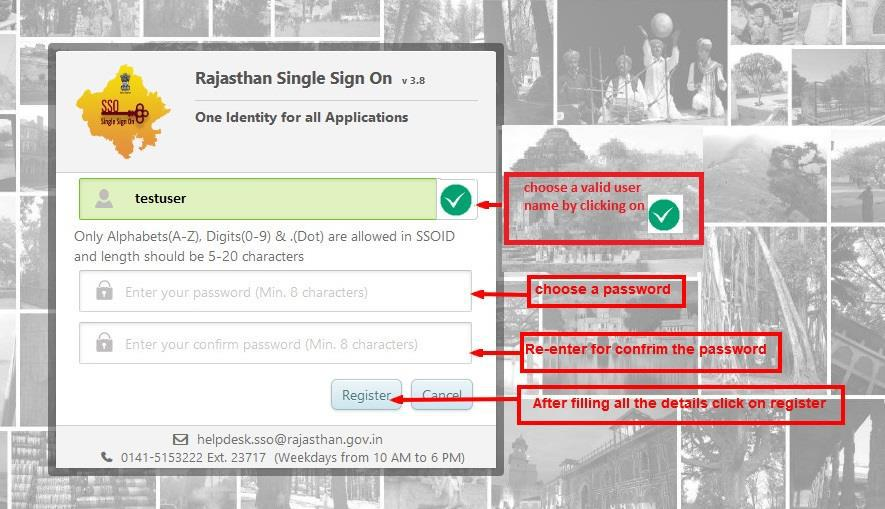 Rajasthan Single Sign On v 3.8
SSO
Single Sign On
One Identity for all Applications
testuser
choose a valid user
name by clicking on
Only Alphabets(A-Z), Digits(0-9) & .(Dot) are allowed in SSOID
and length should be 5-20 characters
Enter your password (Min. 8 characters)
choose a password
Enter your confirm password (Min. 8 characters)
Re-enter for confrim the password
Register
Cancel
After filling all the details click on register
helpdesk.sso@rajasthan.gov.in
0141-5153222 Ext. 23717 (Weekdays from 10 AM to 6 PM)